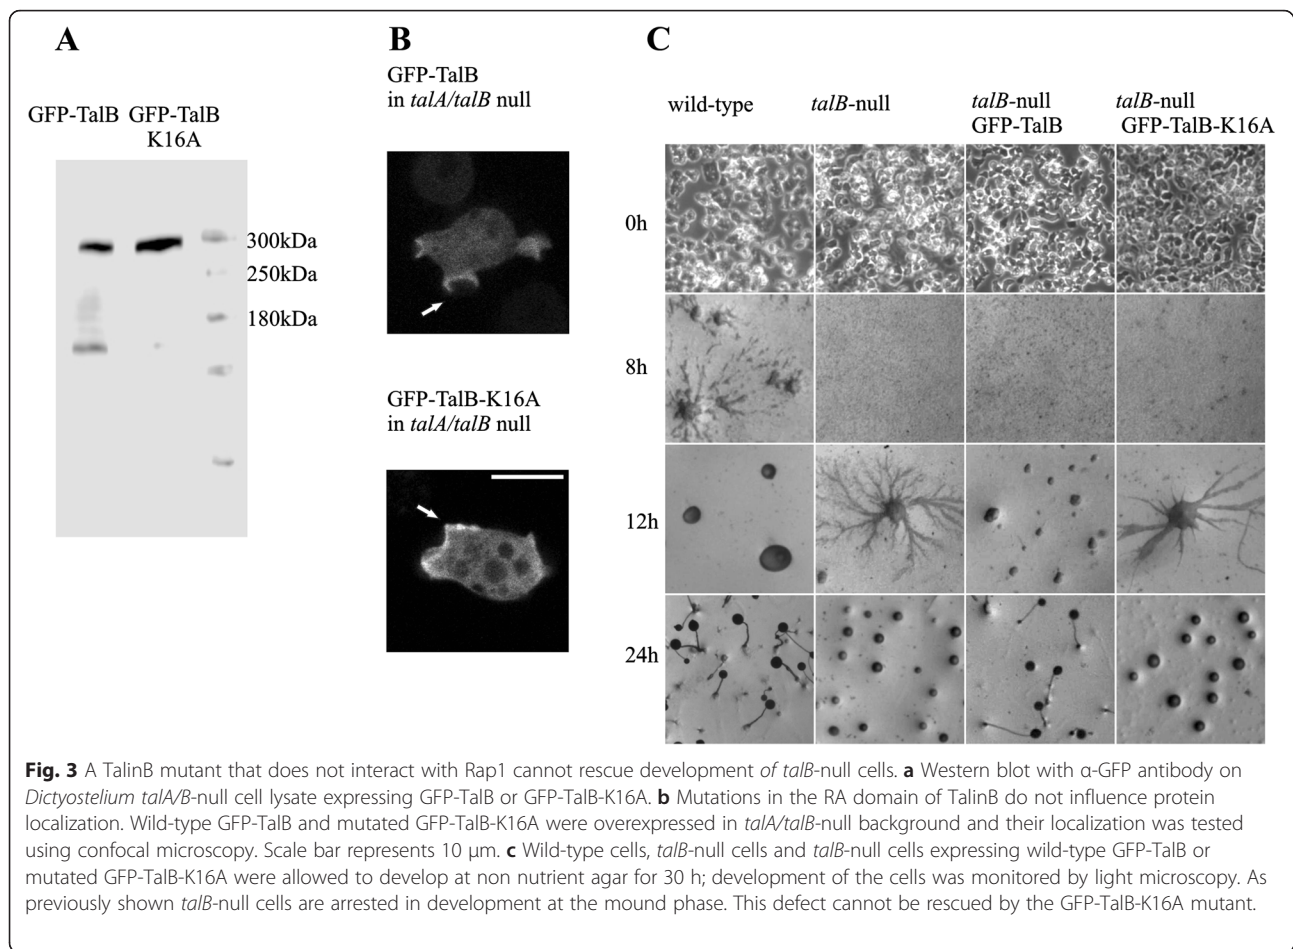 A
GFP-TalB GFP-TalB
K16A
300kDa
250kDa
180kDa
B
GFP-TalB
in talA/talB null
GFP-TalB-K16A
in talA/talB null
C
wild-type talB-null talB-null talB-null
GFP-TalB GFP-TalB-K16A
0h
8h
12h
24h
Fig. 3 A TalinB mutant that does not interact with Rap1 cannot rescue development of talB-null cells. a Western blot with α-GFP antibody on
Dictyostelium talA/B-null cell lysate expressing GFP-TalB or GFP-TalB-K16A. b Mutations in the RA domain of TalinB do not influence protein
localization. Wild-type GFP-TalB and mutated GFP-TalB-K16A were overexpressed in talA/talB-null background and their localization was tested
using confocal microscopy. Scale bar represents 10 μm. c Wild-type cells, talB-null cells and talB-null cells expressing wild-type GFP-TalB or
mutated GFP-TalB-K16A were allowed to develop at non nutrient agar for 30 h; development of the cells was monitored by light microscopy. As
previously shown talB-null cells are arrested in development at the mound phase. This defect cannot be rescued by the GFP-TalB-K16A mutant.